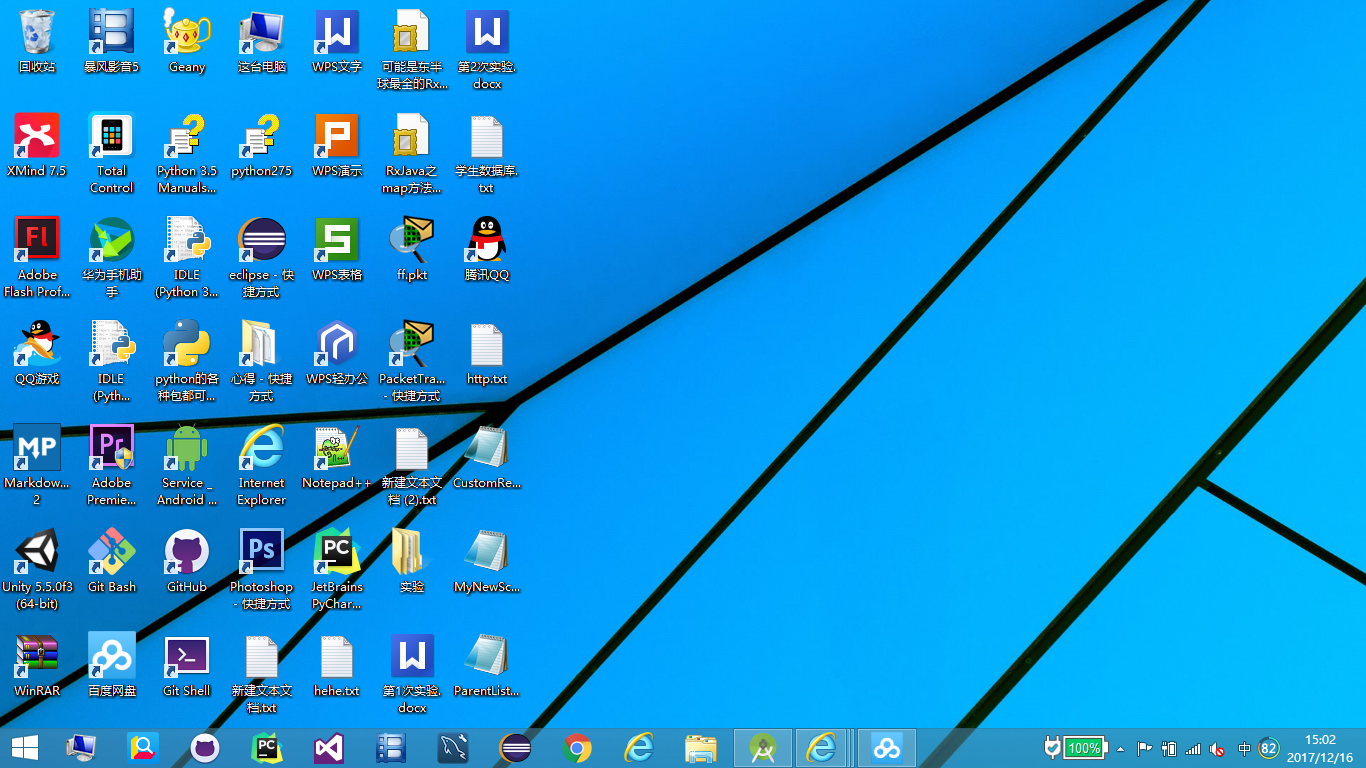 回收站
暴风影音5
Geany
这台电脑
WPS文字
可能是东半
球最全的Rx...
第2次实验.
docx
XMind 7.5
Total
Control
Python 3.5
Manuals...
python275
WPS演示
RxJava之
map方法...
学生数据库.
txt
Fl
Adobe
Flash Prof...
华为手机助
手
IDLE
(Python 3...
eclipse - 快
捷方式
WPS表格
ff.pkt
腾讯QQ
QQ游戏
IDLE
(Pyth...
python的各
种包都可...
心得 - 快捷
方式
WPS轻办公
PacketTra...
- 快捷方式
http.txt
MP
Markdow...
2
Pr
Adobe
Premie...
Service _
Android ...
Internet
Explorer
Notepad++
新建文本文
档 (2).txt
CustomRe...
Unity 5.5.0f3
(64-bit)
Git Bash
GitHub
Ps
Photoshop
- 快捷方式
PC
JetBrains
PyChar...
实验
MyNewSc...
WinRAR
百度网盘
Git Shell
新建文本文
档.txt
hehe.txt
第1次实验.
docx
ParentList...
PC
100%
中
82
15:02
2017/12/16